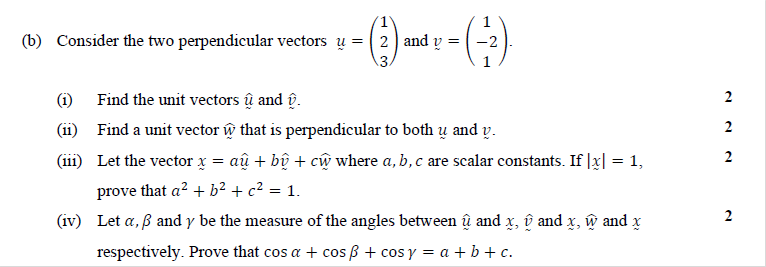 (b) Consider the two perpendicular vectors ṵ = (1 2 3) and v̰ = (1 −2 1).
(i) Find the unit vectors ṵ̂ and v̰̂. 2
(ii) Find a unit vector ŵ̰ that is perpendicular to both ṵ and v̰. 2
(iii) Let the vector x̰ = aṵ̂ + bv̰̂ + cŵ̰ where a, b, c are scalar constants. If |x̰| = 1, 2
prove that a² + b² + c² = 1.
(iv) Let α, β and γ be the measure of the angles between ṵ̂ and x̰, v̰̂ and x̰, ŵ̰ and x̰ 2
respectively. Prove that cos α + cos β + cos γ = a + b + c.